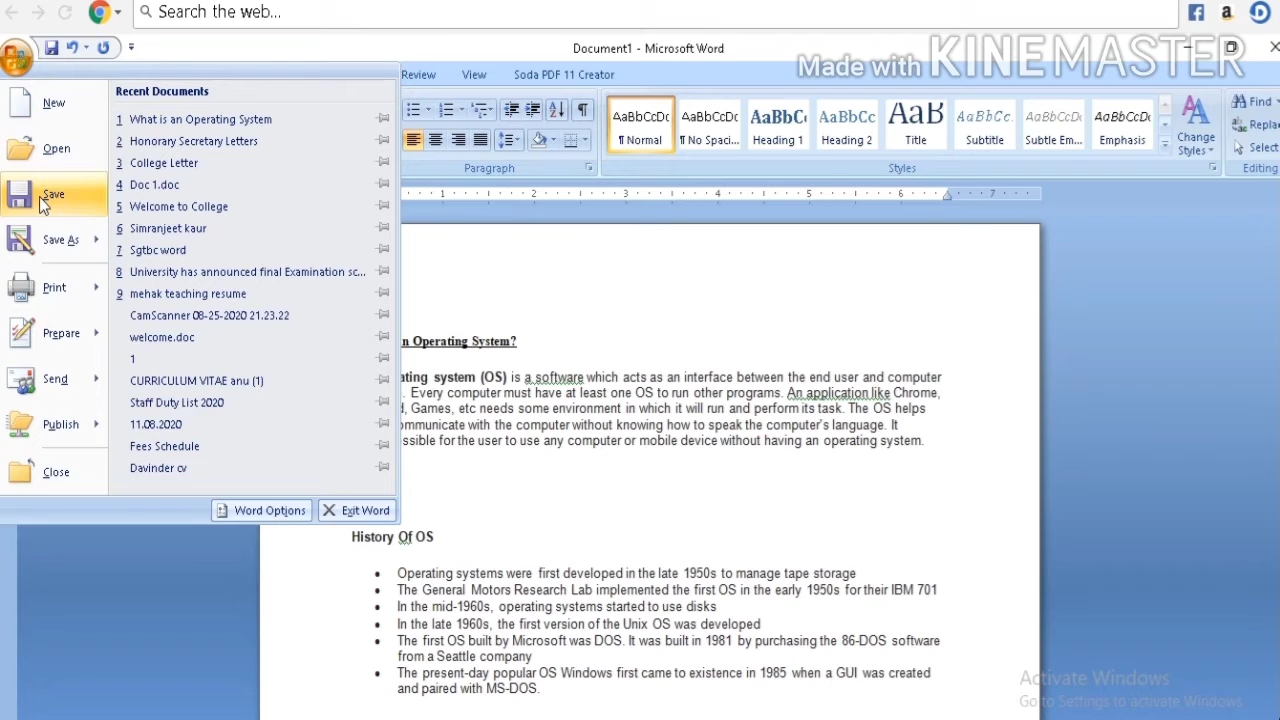 Search the web...
Document1 - Microsoft Word
Made with KINEMASTER
Review View Soda PDF 11 Creator
New
Open
Save
Save As
Print
Prepare
Send
Publish
Close
Recent Documents
1 What is an Operating System
2 Honorary Secretary Letters
3 College Letter
4 Doc 1.doc
5 Welcome to College
6 Simranjeet kaur
7 Sgtbc word
8 University has announced final Examination sc...
9 mehak teaching resume
CamScanner 08-25-2020 21.23.22
welcome.doc
1
CURRICULUM VITAE anu (1)
Staff Duty List 2020
11.08.2020
Fees Schedule
Davinder cv
Word Options Exit Word
AaBbCcDc AaBbCcDc AaBbC AaBbCc AaB AaBbCc. AaBbCcDc AaBbCcDc
¶ Normal ¶ No Spaci... Heading 1 Heading 2 Title Subtitle Subtle Em... Emphasis
Change
Styles
Find
Repla
Select
Paragraph Styles Editing
1 2 3 4 5 6 7
n Operating System?
ating system (OS) is a software which acts as an interface between the end user and computer
. Every computer must have at least one OS to run other programs. An application like Chrome,
, Games, etc needs some environment in which it will run and perform its task. The OS helps
ommunicate with the computer without knowing how to speak the computer's language. It
ssible for the user to use any computer or mobile device without having an operating system.
History Of OS
• Operating systems were first developed in the late 1950s to manage tape storage
• The General Motors Research Lab implemented the first OS in the early 1950s for their IBM 701
• In the mid-1960s, operating systems started to use disks
• In the late 1960s, the first version of the Unix OS was developed
• The first OS built by Microsoft was DOS. It was built in 1981 by purchasing the 86-DOS software
from a Seattle company
• The present-day popular OS Windows first came to existence in 1985 when a GUI was created
and paired with MS-DOS.
Activate Windows
Go to Settings to activate Windows.